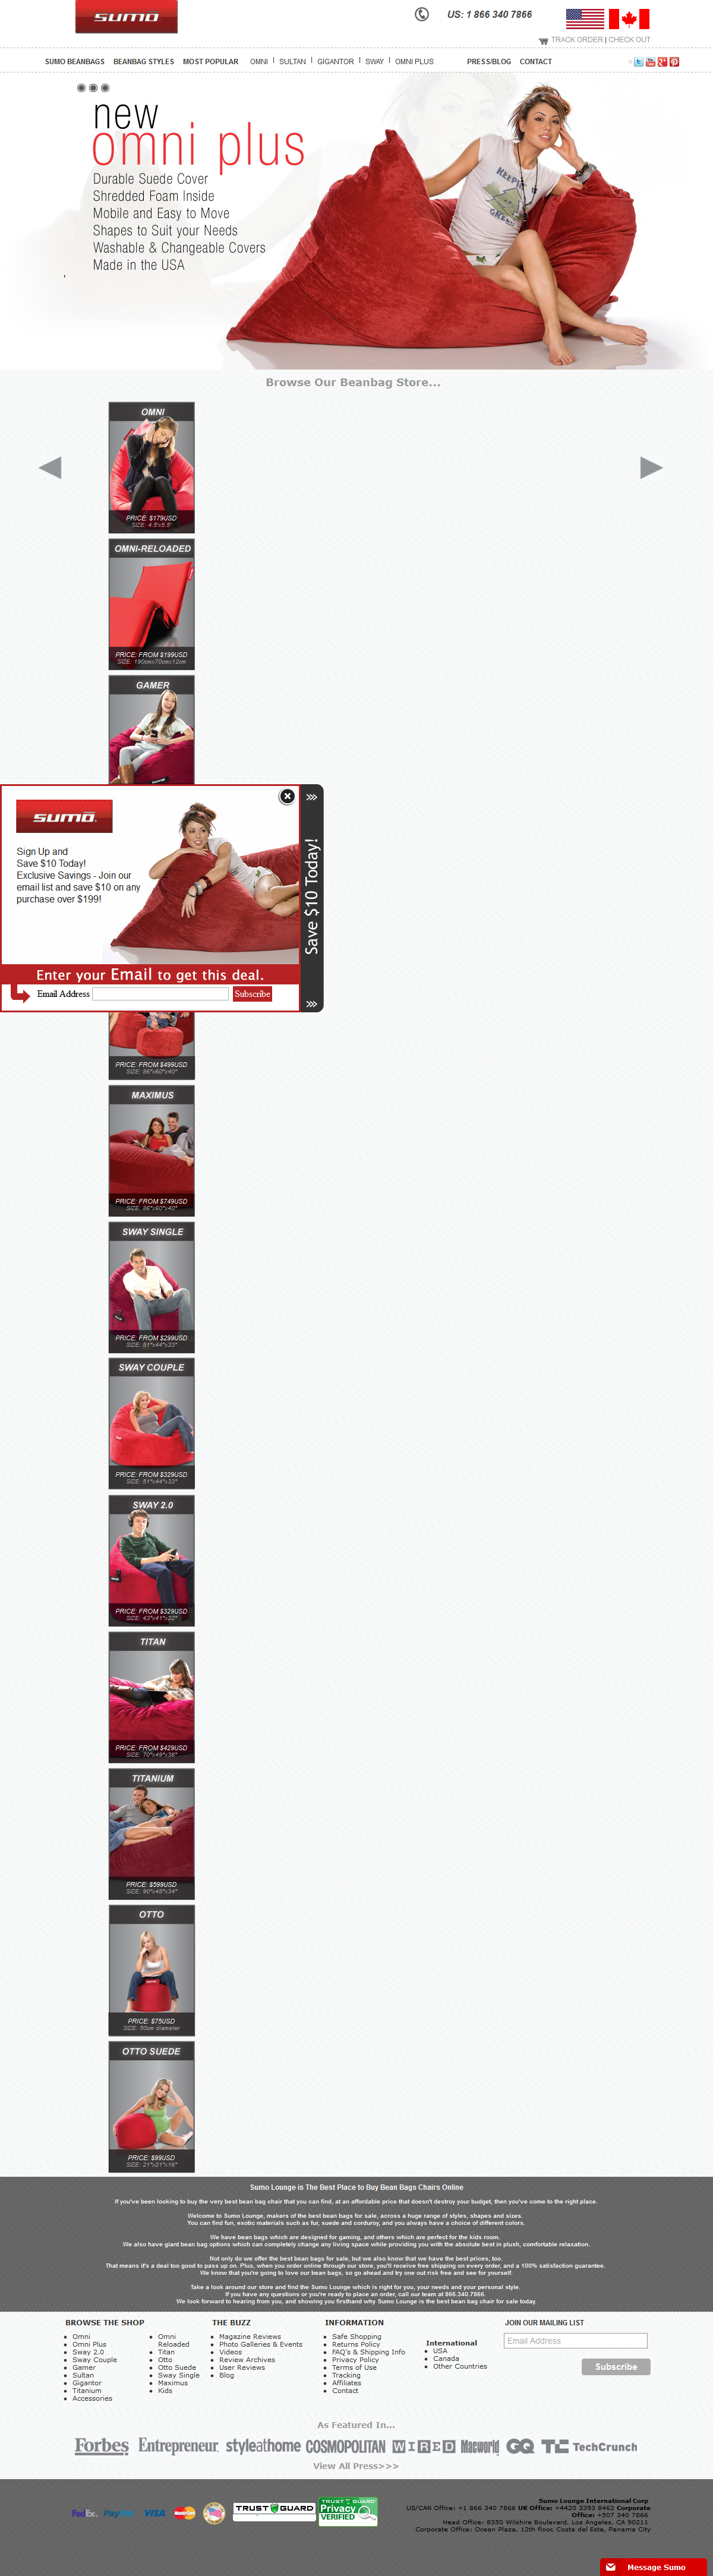 SUMO
US: 1 866 340 7866
TRACK ORDER | CHECK OUT
SUMO BEANBAGS BEANBAG STYLES MOST POPULAR OMNI | SULTAN | GIGANTOR | SWAY | OMNI PLUS PRESS/BLOG CONTACT
new
omni plus
Durable Suede Cover
Shredded Foam Inside
Mobile and Easy to Move
Shapes to Suit your Needs
Washable & Changeable Covers
Made in the USA
KEEPIN' IT
GREEN
Browse Our Beanbag Store...
OMNI
PRICE: $179USD
SIZE: 4.5'x5.5'
OMNI-RELOADED
PRICE: FROM $199USD
SIZE: 190cmx70cmx12cm
GAMER
SUMO
Sign Up and
Save $10 Today!
Exclusive Savings - Join our
email list and save $10 on any
purchase over $199!
Save $10 Today!
Enter your Email to get this deal.
Email Address
Subscribe
PRICE: FROM $499USD
SIZE: 86"x60"x40"
MAXIMUS
PRICE: FROM $749USD
SIZE: 86"x60"x40"
SWAY SINGLE
PRICE: FROM $299USD
SIZE: 51"x44"x33"
SWAY COUPLE
PRICE: FROM $329USD
SIZE: 51"x44"x33"
SWAY 2.0
PRICE: FROM $329USD
SIZE: 43"x41"x32"
TITAN
PRICE: FROM $429USD
SIZE: 70"x49"x36"
TITANIUM
PRICE: $599USD
SIZE: 90"x48"x34"
OTTO
PRICE: $75USD
SIZE: 50cm diameter
OTTO SUEDE
PRICE: $99USD
SIZE: 21"x21"x16"
Sumo Lounge is The Best Place to Buy Bean Bags Chairs Online
If you've been looking to buy the very best bean bag chair that you can find, at an affordable price that doesn't destroy your budget, then you've come to the right place.
Welcome to Sumo Lounge, makers of the best bean bags for sale, across a huge range of styles, shapes and sizes.
You can find fun, exotic materials such as fur, suede and corduroy, and you always have a choice of different colors.
We have bean bags which are designed for gaming, and others which are perfect for the kids room.
We also have giant bean bag options which can completely change any living space while providing you with the absolute best in plush, comfortable relaxation.
Not only do we offer the best bean bags for sale, but we also know that we have the best prices, too.
That means it's a deal too good to pass up on. Plus, when you order online through our store, you'll receive free shipping on every order, and a 100% satisfaction guarantee.
We know that you're going to love our bean bags, so go ahead and try one out risk free and see for yourself.
Take a look around our store and find the Sumo Lounge which is right for you, your needs and your personal style.
If you have any questions or you're ready to place an order, call our team at 866.340.7866.
We look forward to hearing from you, and showing you firsthand why Sumo Lounge is the best bean bag chair for sale today.
BROWSE THE SHOP
Omni
Omni Plus
Sway 2.0
Sway Couple
Gamer
Sultan
Gigantor
Titanium
Accessories
Omni
Reloaded
Titan
Otto
Otto Suede
Sway Single
Maximus
Kids
THE BUZZ
Magazine Reviews
Photo Galleries & Events
Videos
Review Archives
User Reviews
Blog
INFORMATION
Safe Shopping
Returns Policy
FAQ's & Shipping Info
Privacy Policy
Terms of Use
Tracking
Affiliates
Contact
International
USA
Canada
Other Countries
JOIN OUR MAILING LIST
Email Address
Subscribe
As Featured In...
Forbes Entrepreneur styleathome COSMOPOLITAN WIRED Macworld GQ TC TechCrunch
View All Press>>>
FedEx. PayPal VISA MasterCard
TRUST GUARD
TRUST GUARD
Privacy
VERIFIED
Sumo Lounge International Corp
US/CAN Office: +1 866 340 7866 UK Office: +4420 3393 8462 Corporate
Office: +507 340 7866
Head Office: 8350 Wilshire Boulevard, Los Angeles, CA 90211
Corporate Office: Ocean Plaza, 12th floor, Costa del Este, Panama City
Message Sumo